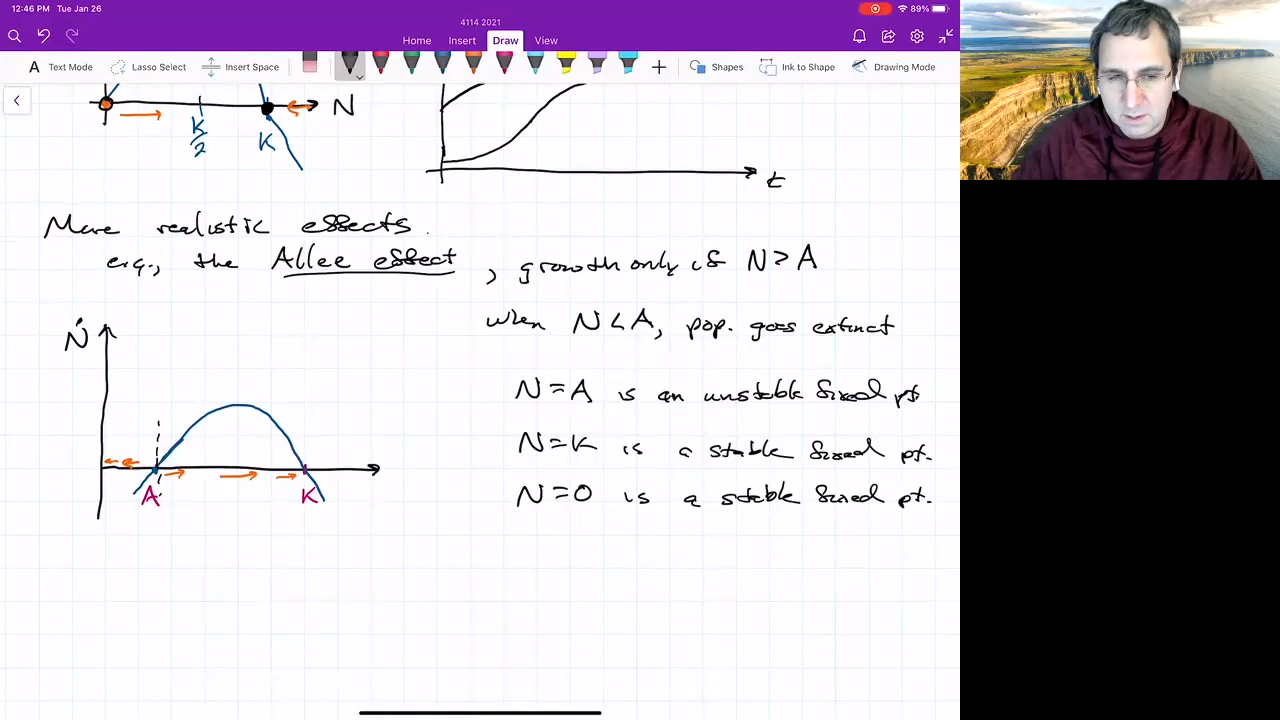 12:46 PM Tue Jan 26
89%
4114 2021
Home Insert Draw View
Text Mode Lasso Select Insert Space Shapes Ink to Shape Drawing Mode
N
K/2 K
t
More realistic effects.
e.g., the Allee effect, growth only if N > A
when N < A, pop. goes extinct
Ṅ
N = A is an unstable fixed pt.
N = K is a stable fixed pt.
N = 0 is a stable fixed pt.
A K